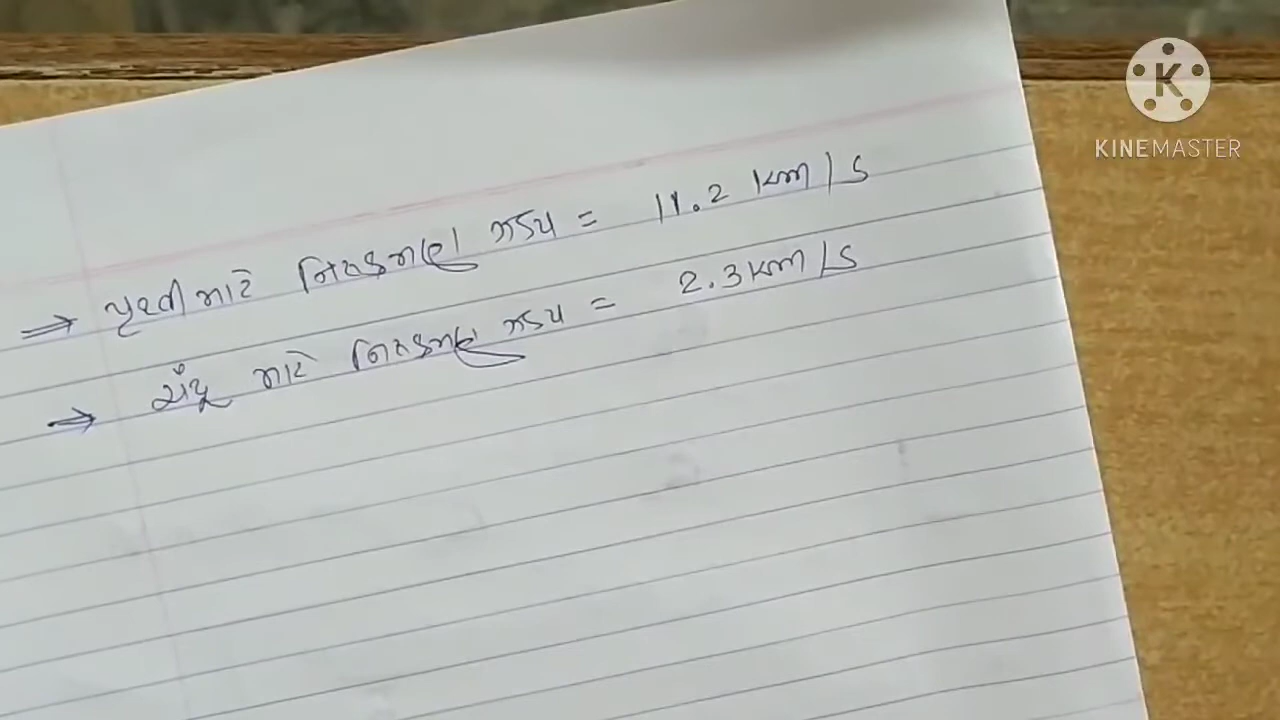 ⇒ પૃથ્વી માટે નિષ્ક્રમણ ઝડપ = 11.2 km/s
⇒ ચંદ્ર માટે નિષ્ક્રમણ ઝડપ = 2.3 km/s
KINEMASTER